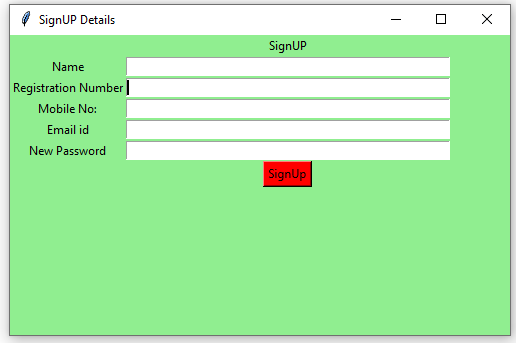 SignUP Details
SignUP
Name
Registration Number
Mobile No:
Email id
New Password
SignUp